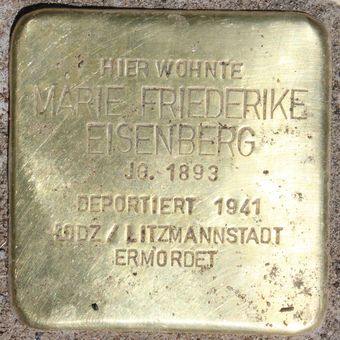 HIER WOHNTE
MARIE FRIEDERIKE
EISENBERG
JG. 1893
DEPORTIERT 1941
LODZ / LITZMANNSTADT
ERMORDET